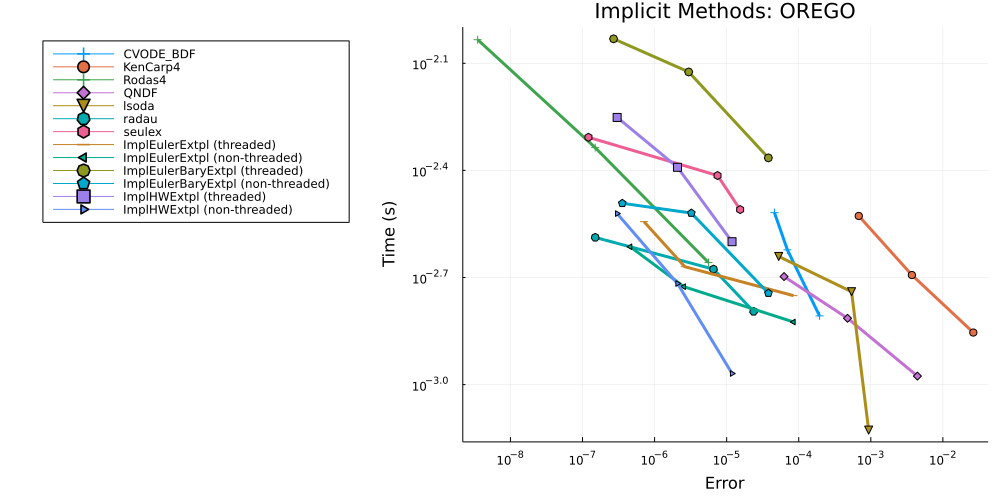 Implicit Methods: OREGO
CVODE_BDF
KenCarp4
Rodas4
QNDF
lsoda
radau
seulex
ImplEulerExtpl (threaded)
ImplEulerExtpl (non-threaded)
ImplEulerBaryExtpl (threaded)
ImplEulerBaryExtpl (non-threaded)
ImplHWExtpl (threaded)
ImplHWExtpl (non-threaded)
Time (s)
10⁻²·¹
10⁻²·⁴
10⁻²·⁷
10⁻³·⁰
10⁻⁸ 10⁻⁷ 10⁻⁶ 10⁻⁵ 10⁻⁴ 10⁻³ 10⁻²
Error